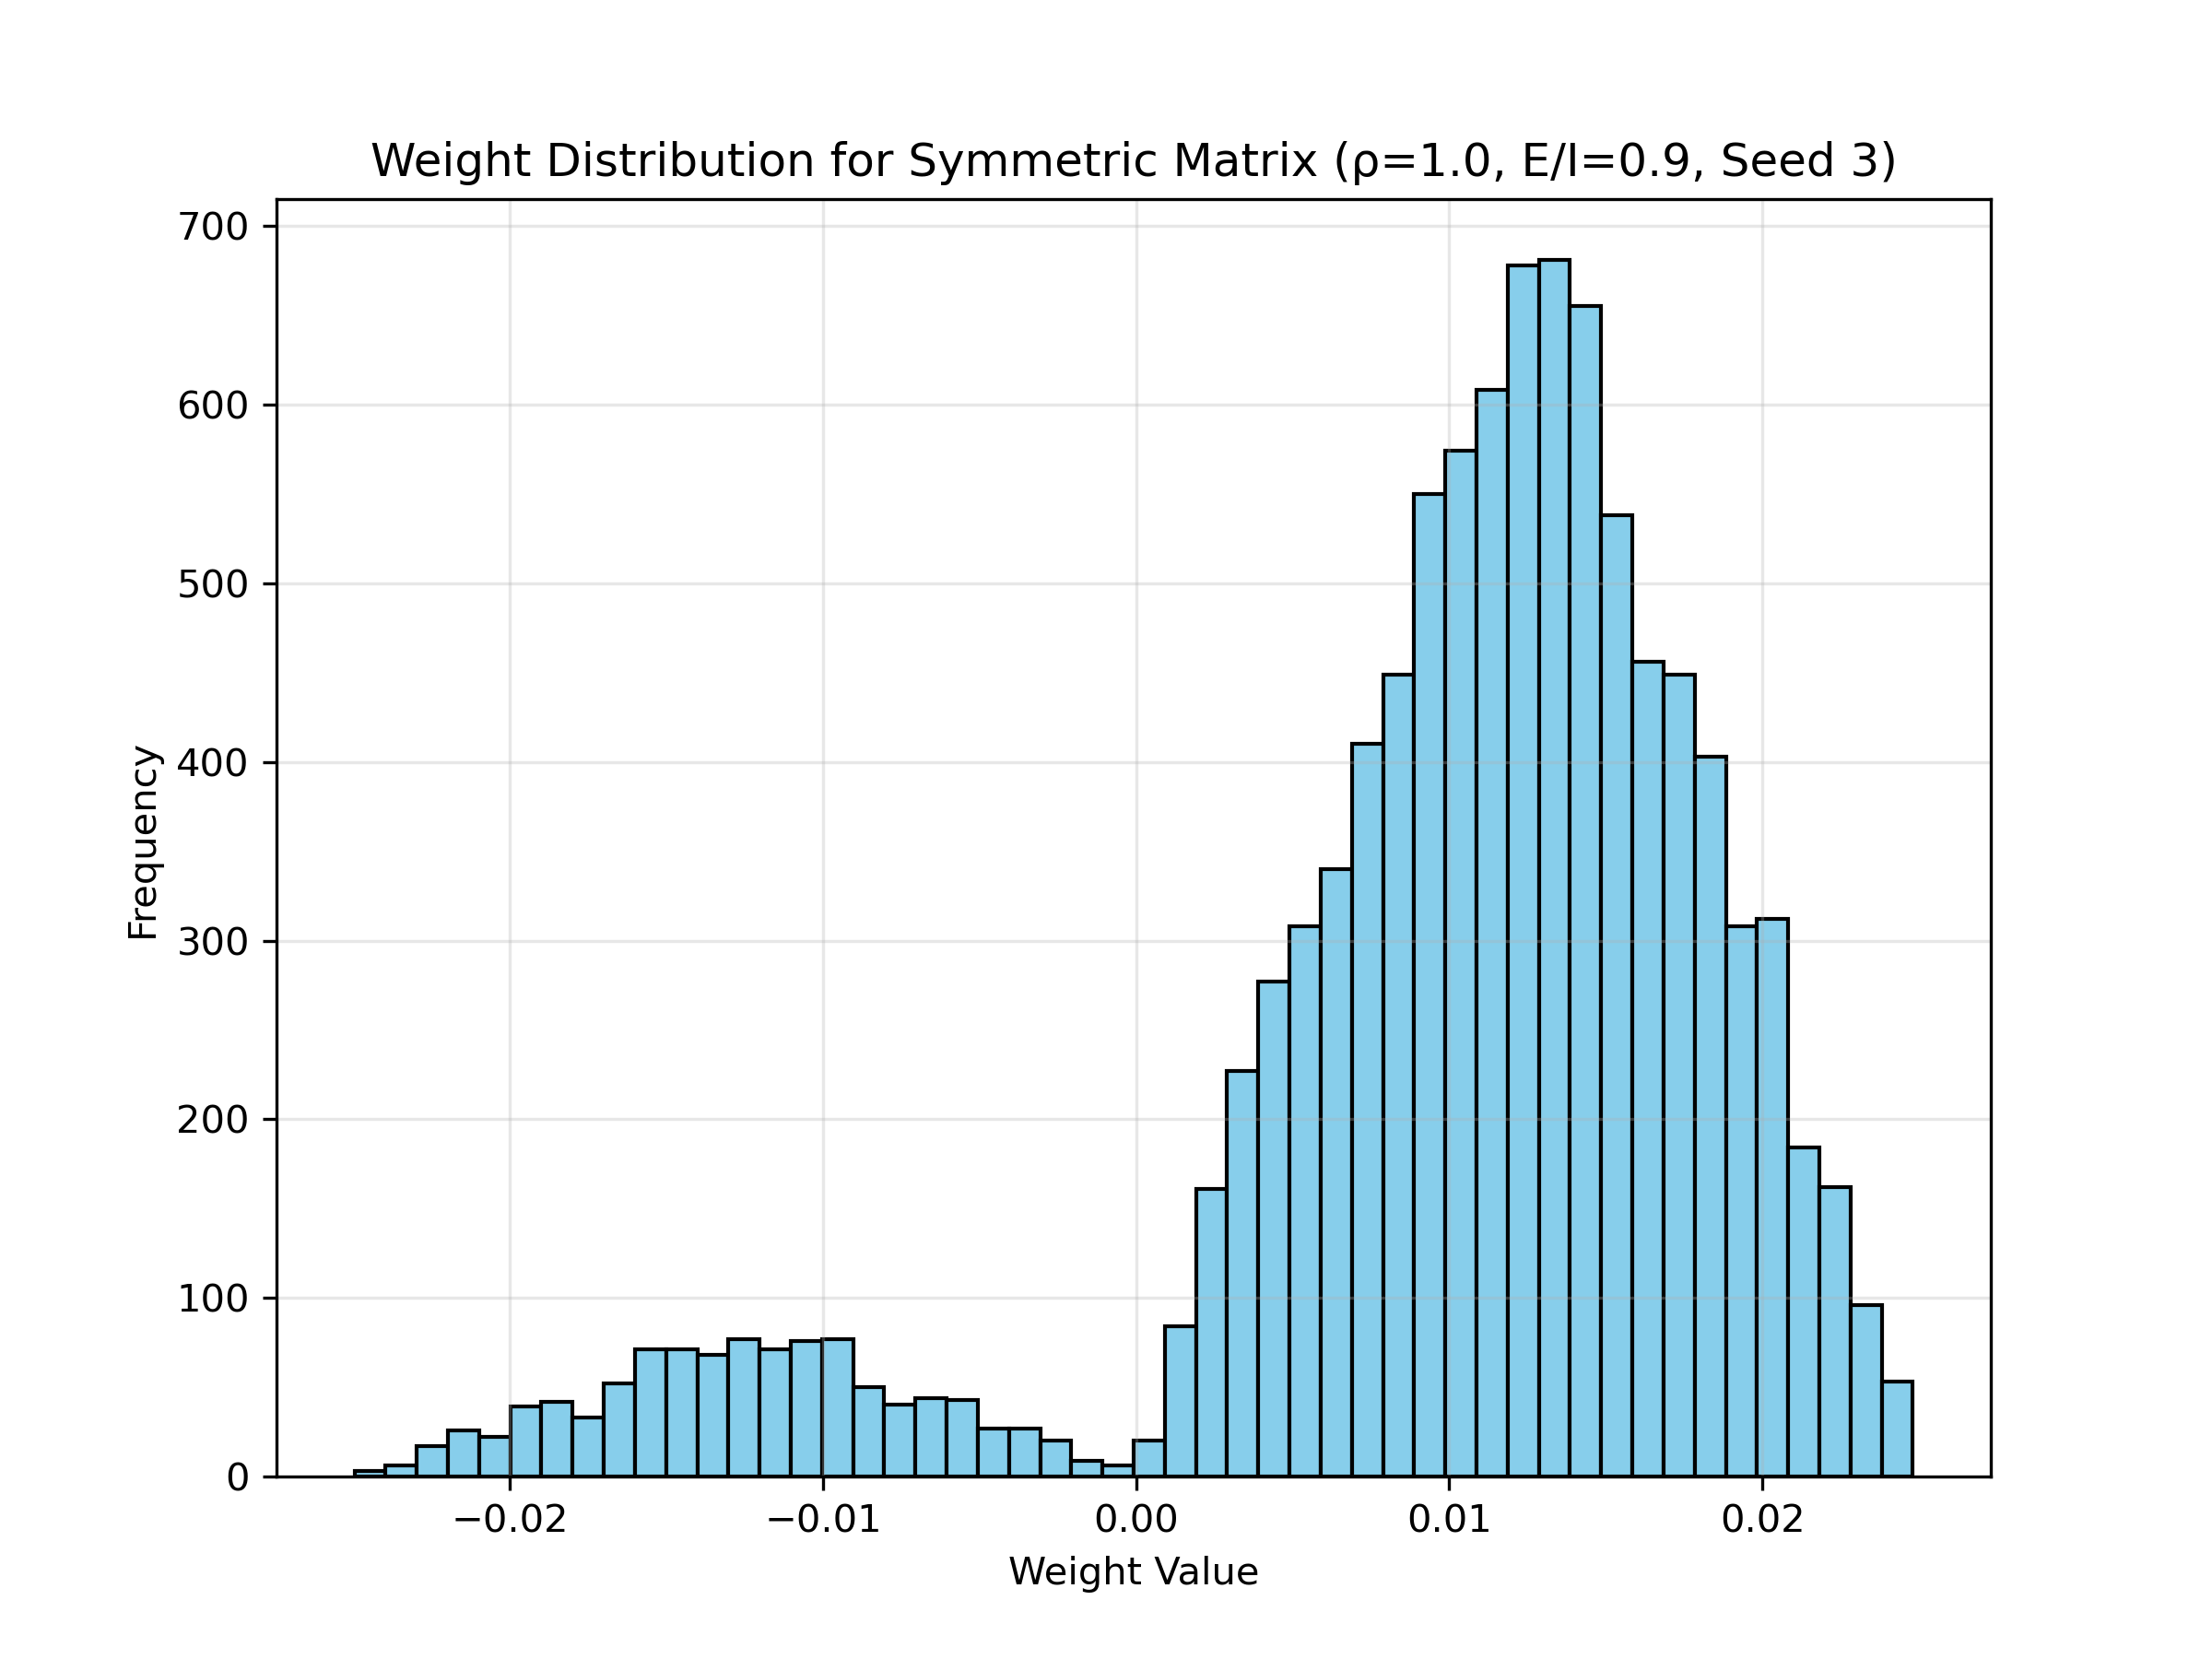 Weight Distribution for Symmetric Matrix (ρ=1.0, E/I=0.9, Seed 3)
700
600
500
400
300
200
100
0
Frequency
−0.02 −0.01 0.00 0.01 0.02
Weight Value